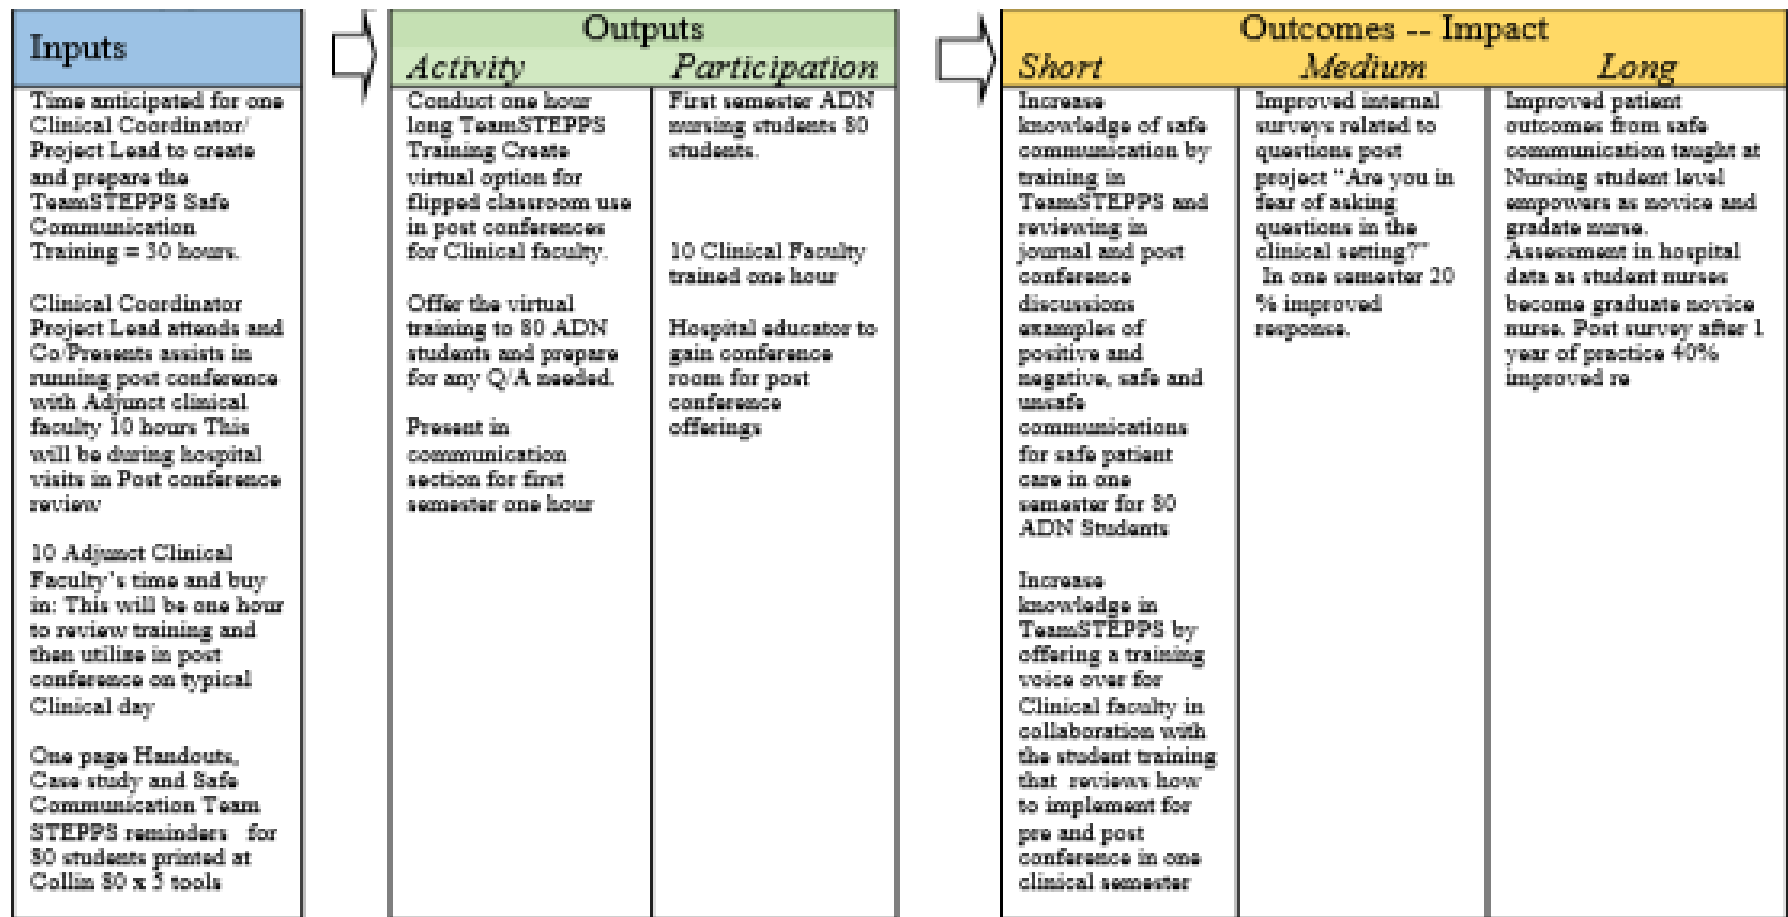 Inputs
Time anticipated for one
Clinical Coordinator/
Project Lead to create
and prepare the
TeamSTEPPS Safe
Communication
Training = 30 hours.
Clinical Coordinator
Project Lead attends and
Co/Presents assists in
running post conference
with Adjunct clinical
faculty 10 hours This
will be during hospital
visits in Post conference
review
10 Adjunct Clinical
Faculty's time and buy
in: This will be one hour
to review training and
then utilize in post
conference on typical
Clinical day
One page Handouts,
Case study and Safe
Communication Team
STEPPS reminders for
80 students printed at
Collin 80 x 5 tools
Outputs
Activity
Conduct one hour
long TeamSTEPPS
Training Create
virtual option for
flipped classroom use
in post conferences
for Clinical faculty.
Offer the virtual
training to 80 ADN
students and prepare
for any Q/A needed.
Present in
communication
section for first
semester one hour
Participation
First semester ADN
nursing students 80
students.
10 Clinical Faculty
trained one hour
Hospital educator to
gain conference
room for post
conference
offerings
Outcomes -- Impact
Short
Increase
knowledge of safe
communication by
training in
TeamSTEPPS and
reviewing in
journal and post
conference
discussions
examples of
positive and
negative, safe and
unsafe
communications
for safe patient
care in one
semester for 80
ADN Students
Increase
knowledge in
TeamSTEPPS by
offering a training
voice over for
Clinical faculty in
collaboration with
the student training
that reviews how
to implement for
pre and post
conference in one
clinical semester
Medium
Improved internal
surveys related to
questions post
project "Are you in
fear of asking
questions in the
clinical setting?"
In one semester 20
% improved
response.
Long
Improved patient
outcomes from safe
communication taught at
Nursing student level
empowers as novice and
gradate nurse.
Assessment in hospital
data as student nurses
become graduate novice
nurse. Post survey after 1
year of practice 40%
improved re